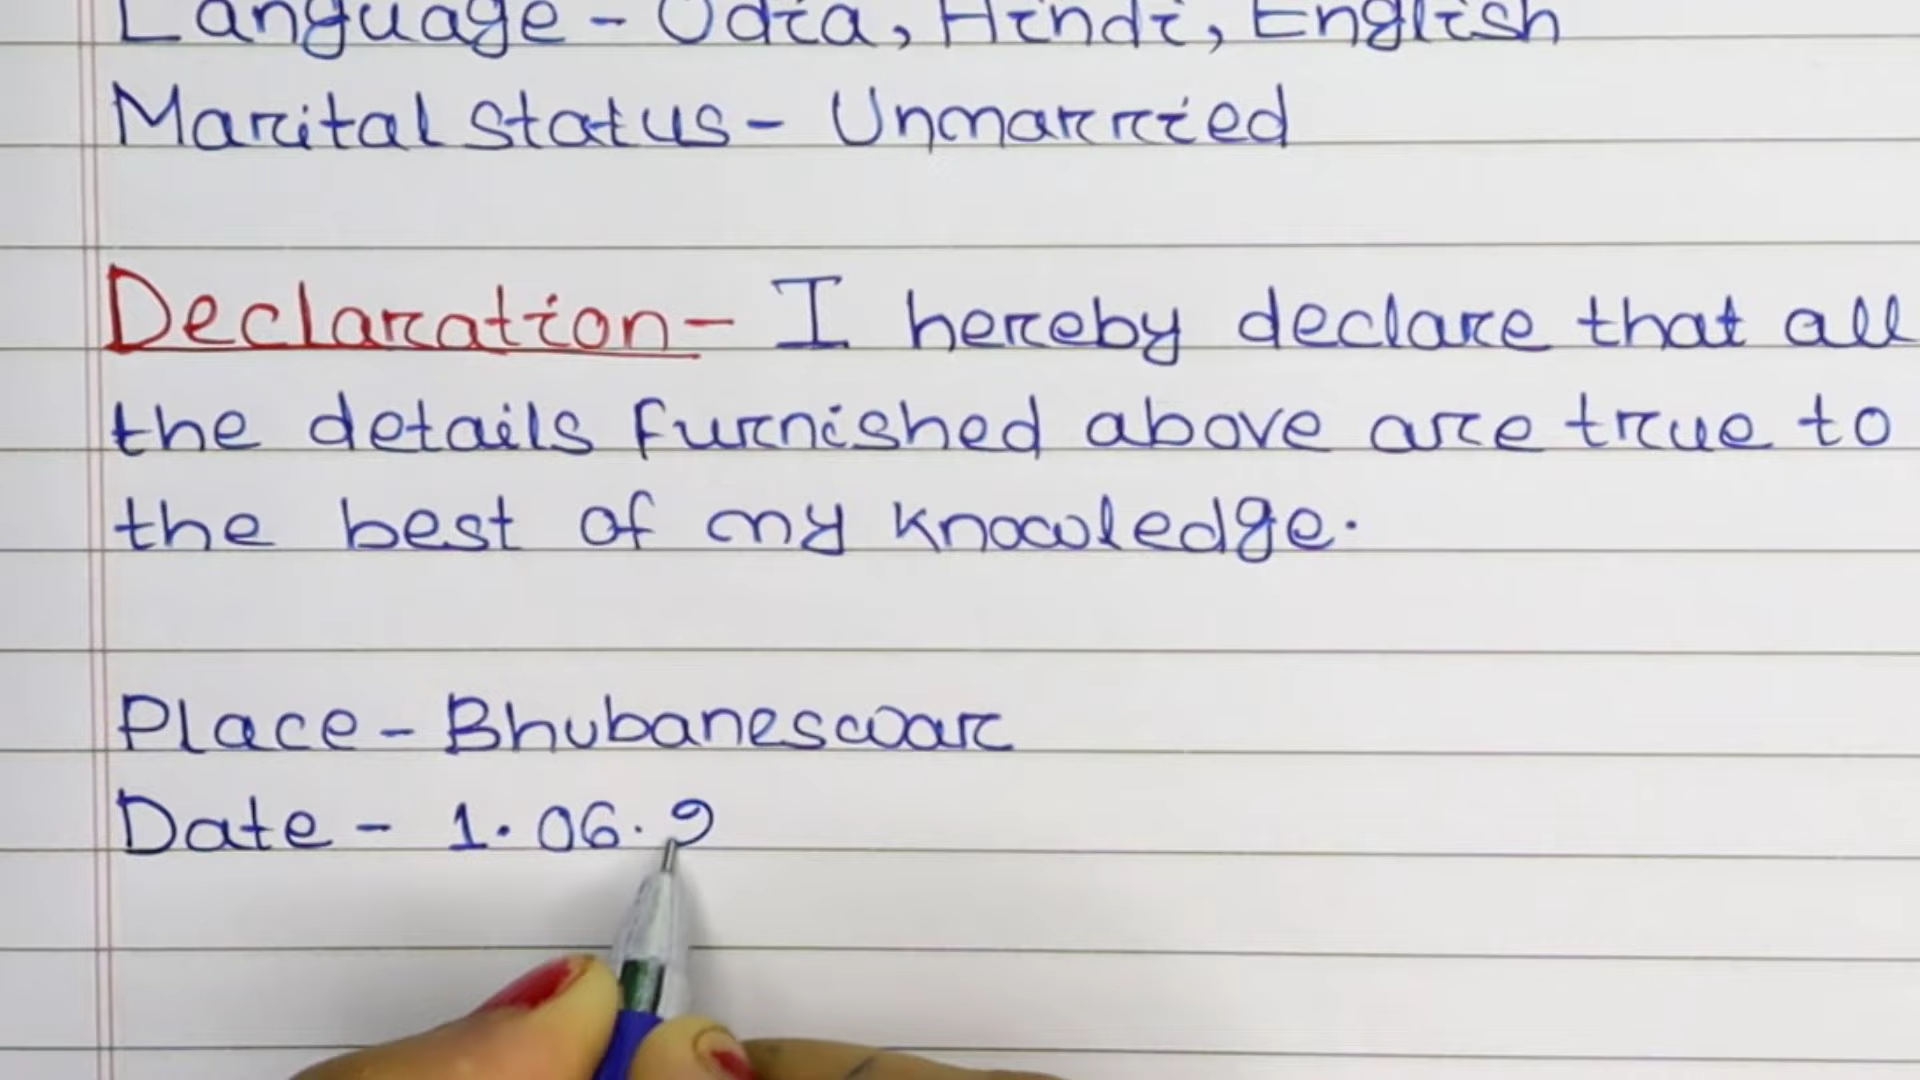 Language - Odia, Hindi, English
Marital Status - Unmarried
Declaration - I hereby declare that all
the details furnished above are true to
the best of my knowledge.
Place - Bhubaneswar
Date - 1.06.